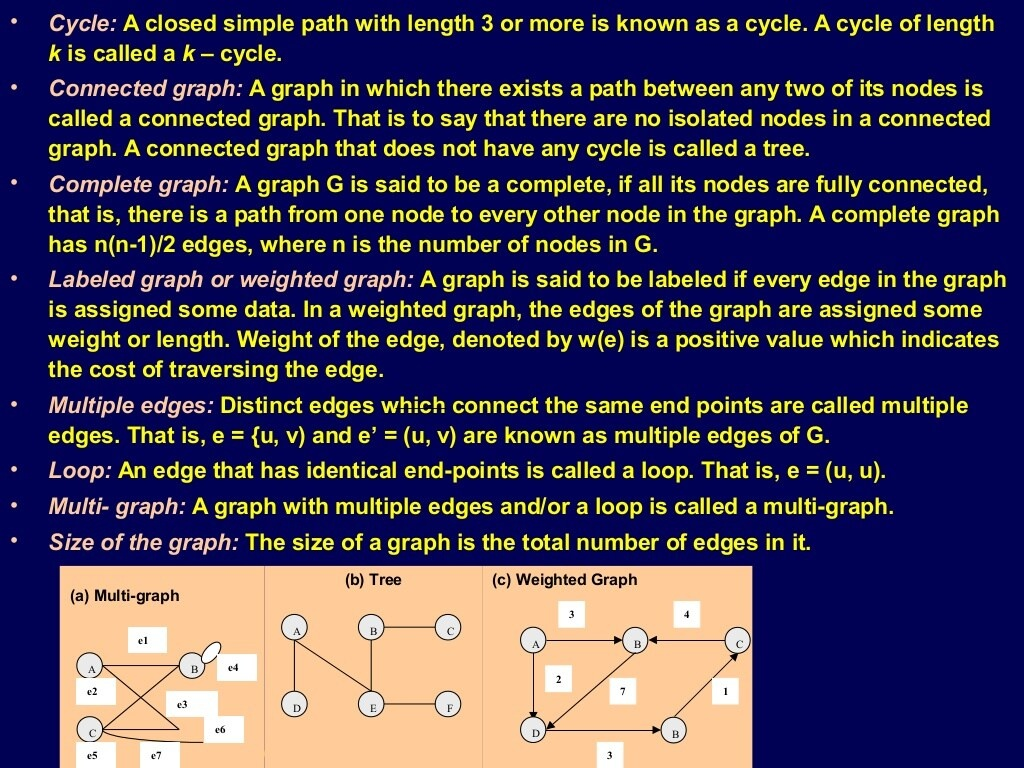 • Cycle: A closed simple path with length 3 or more is known as a cycle. A cycle of length
k is called a k – cycle.
• Connected graph: A graph in which there exists a path between any two of its nodes is
called a connected graph. That is to say that there are no isolated nodes in a connected
graph. A connected graph that does not have any cycle is called a tree.
• Complete graph: A graph G is said to be a complete, if all its nodes are fully connected,
that is, there is a path from one node to every other node in the graph. A complete graph
has n(n-1)/2 edges, where n is the number of nodes in G.
• Labeled graph or weighted graph: A graph is said to be labeled if every edge in the graph
is assigned some data. In a weighted graph, the edges of the graph are assigned some
weight or length. Weight of the edge, denoted by w(e) is a positive value which indicates
the cost of traversing the edge.
• Multiple edges: Distinct edges which connect the same end points are called multiple
edges. That is, e = {u, v) and e’ = (u, v) are known as multiple edges of G.
• Loop: An edge that has identical end-points is called a loop. That is, e = (u, u).
• Multi- graph: A graph with multiple edges and/or a loop is called a multi-graph.
• Size of the graph: The size of a graph is the total number of edges in it.
(a) Multi-graph
e1
A
B
e4
e2
e3
C
e6
e5
e7
(b) Tree
A
B
C
D
E
F
(c) Weighted Graph
3
4
A
B
C
2
7
1
D
B
3